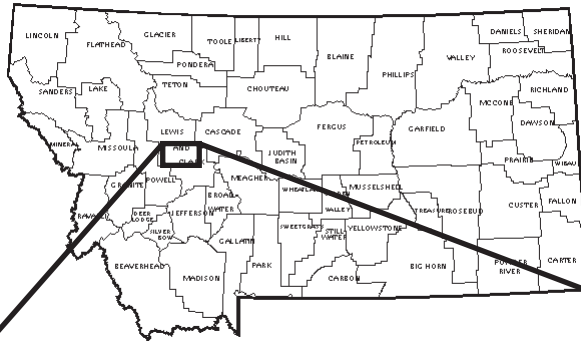 LINCOLN
FLATHEAD
GLACIER
TOOLE
LIBERTY
HILL
BLAINE
PHILLIPS
VALLEY
DANIELS
SHERIDAN
ROOSEVELT
PONDERA
TETON
CHOUTEAU
SANDERS
LAKE
RICHLAND
MCCONE
DAWSON
LEWIS
AND
CLARK
CASCADE
FERGUS
PETROLEUM
GARFIELD
PRAIRIE
WIBAUX
MINERAL
MISSOULA
JUDITH
BASIN
POWELL
GRANITE
MEAGHER
WHEATLAND
MUSSELSHELL
BROAD
WATER
VALLEY
TREASURE
ROSEBUD
CUSTER
FALLON
RAVALLI
DEER
LODGE
JEFFERSON
SILVER
BOW
GALLATIN
SWEETGRASS
STILL
WATER
YELLOWSTONE
BEAVERHEAD
MADISON
PARK
CARBON
BIG HORN
POWDER
RIVER
CARTER